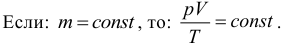 Если: m = const, то: pV/T = const.